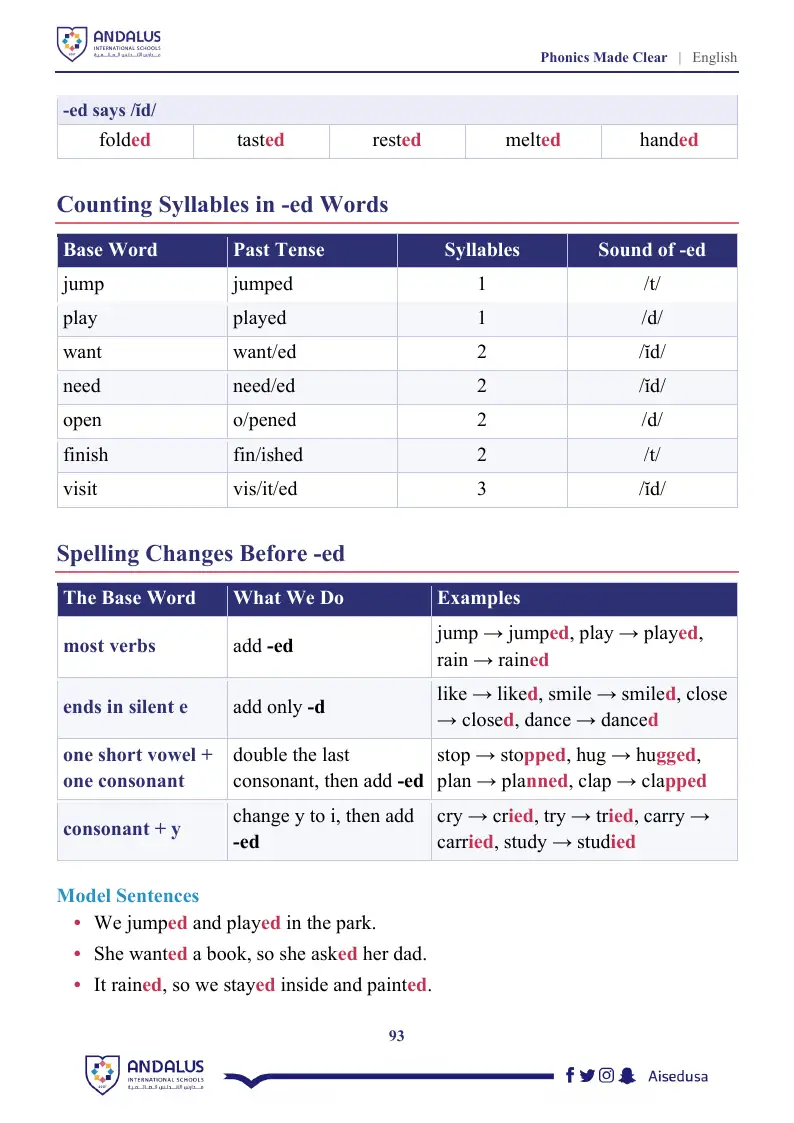 ANDALUS
INTERNATIONAL SCHOOLS
مدارس الأندلس العالمية
Phonics Made Clear | English
-ed says /ĭd/
folded tasted rested melted handed
Counting Syllables in -ed Words
Base Word Past Tense Syllables Sound of -ed
jump jumped 1 /t/
play played 1 /d/
want want/ed 2 /ĭd/
need need/ed 2 /ĭd/
open o/pened 2 /d/
finish fin/ished 2 /t/
visit vis/it/ed 3 /ĭd/
Spelling Changes Before -ed
The Base Word What We Do Examples
most verbs add -ed jump → jumped, play → played,
rain → rained
ends in silent e add only -d like → liked, smile → smiled, close
→ closed, dance → danced
one short vowel +
one consonant
double the last
consonant, then add -ed
stop → stopped, hug → hugged,
plan → planned, clap → clapped
consonant + y
change y to i, then add
-ed
cry → cried, try → tried, carry →
carried, study → studied
Model Sentences
• We jumped and played in the park.
• She wanted a book, so she asked her dad.
• It rained, so we stayed inside and painted.
93
ANDALUS
INTERNATIONAL SCHOOLS
مدارس الأندلس العالمية
Aisedusa